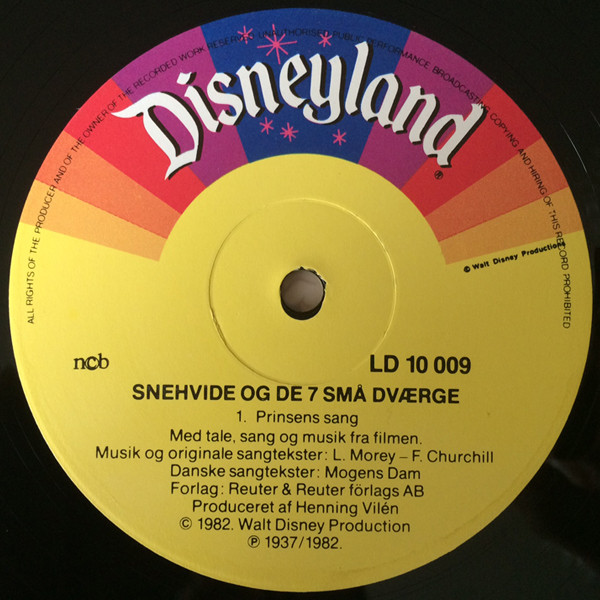 ALL RIGHTS OF THE PRODUCER AND OF THE OWNER OF THE RECORDED WORK RESERVED. UNAUTHORISED PUBLIC PERFORMANCE, BROADCASTING, COPYING AND HIRING OF THIS RECORD PROHIBITED
Disneyland®
© Walt Disney Production
ncb
LD 10 009
SNEHVIDE OG DE 7 SMÅ DVÆRGE
1. Prinsens sang
Med tale, sang og musik fra filmen.
Musik og originale sangtekster: L. Morey – F. Churchill
Danske sangtekster: Mogens Dam
Forlag: Reuter & Reuter förlags AB
Produceret af Henning Vilén
© 1982. Walt Disney Production
℗ 1937/1982.